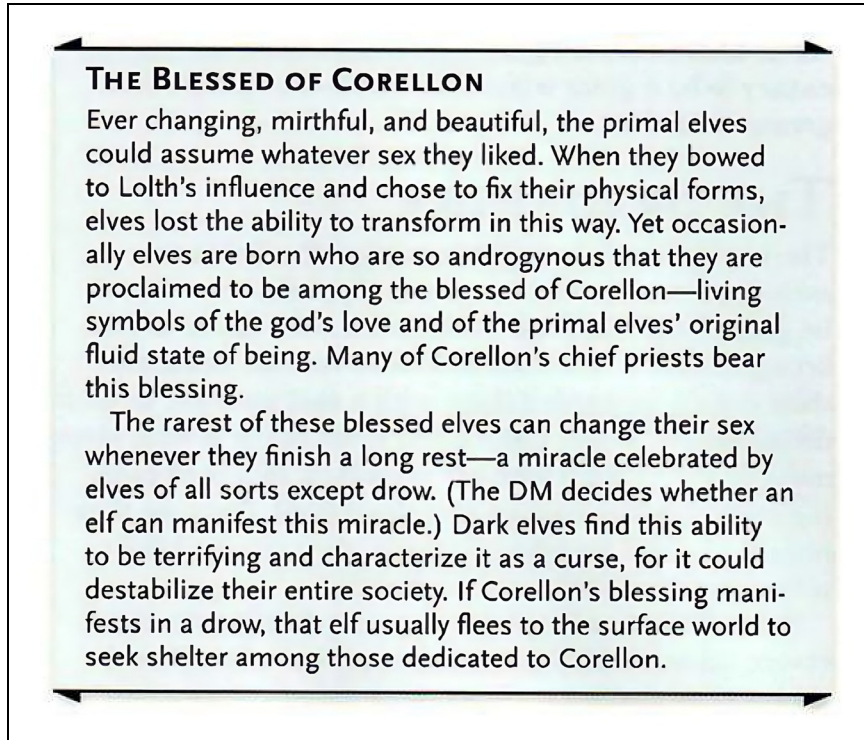 THE BLESSED OF CORELLON
Ever changing, mirthful, and beautiful, the primal elves
could assume whatever sex they liked. When they bowed
to Lolth's influence and chose to fix their physical forms,
elves lost the ability to transform in this way. Yet occasion-
ally elves are born who are so androgynous that they are
proclaimed to be among the blessed of Corellon—living
symbols of the god's love and of the primal elves' original
fluid state of being. Many of Corellon's chief priests bear
this blessing.
The rarest of these blessed elves can change their sex
whenever they finish a long rest—a miracle celebrated by
elves of all sorts except drow. (The DM decides whether an
elf can manifest this miracle.) Dark elves find this ability
to be terrifying and characterize it as a curse, for it could
destabilize their entire society. If Corellon's blessing mani-
fests in a drow, that elf usually flees to the surface world to
seek shelter among those dedicated to Corellon.